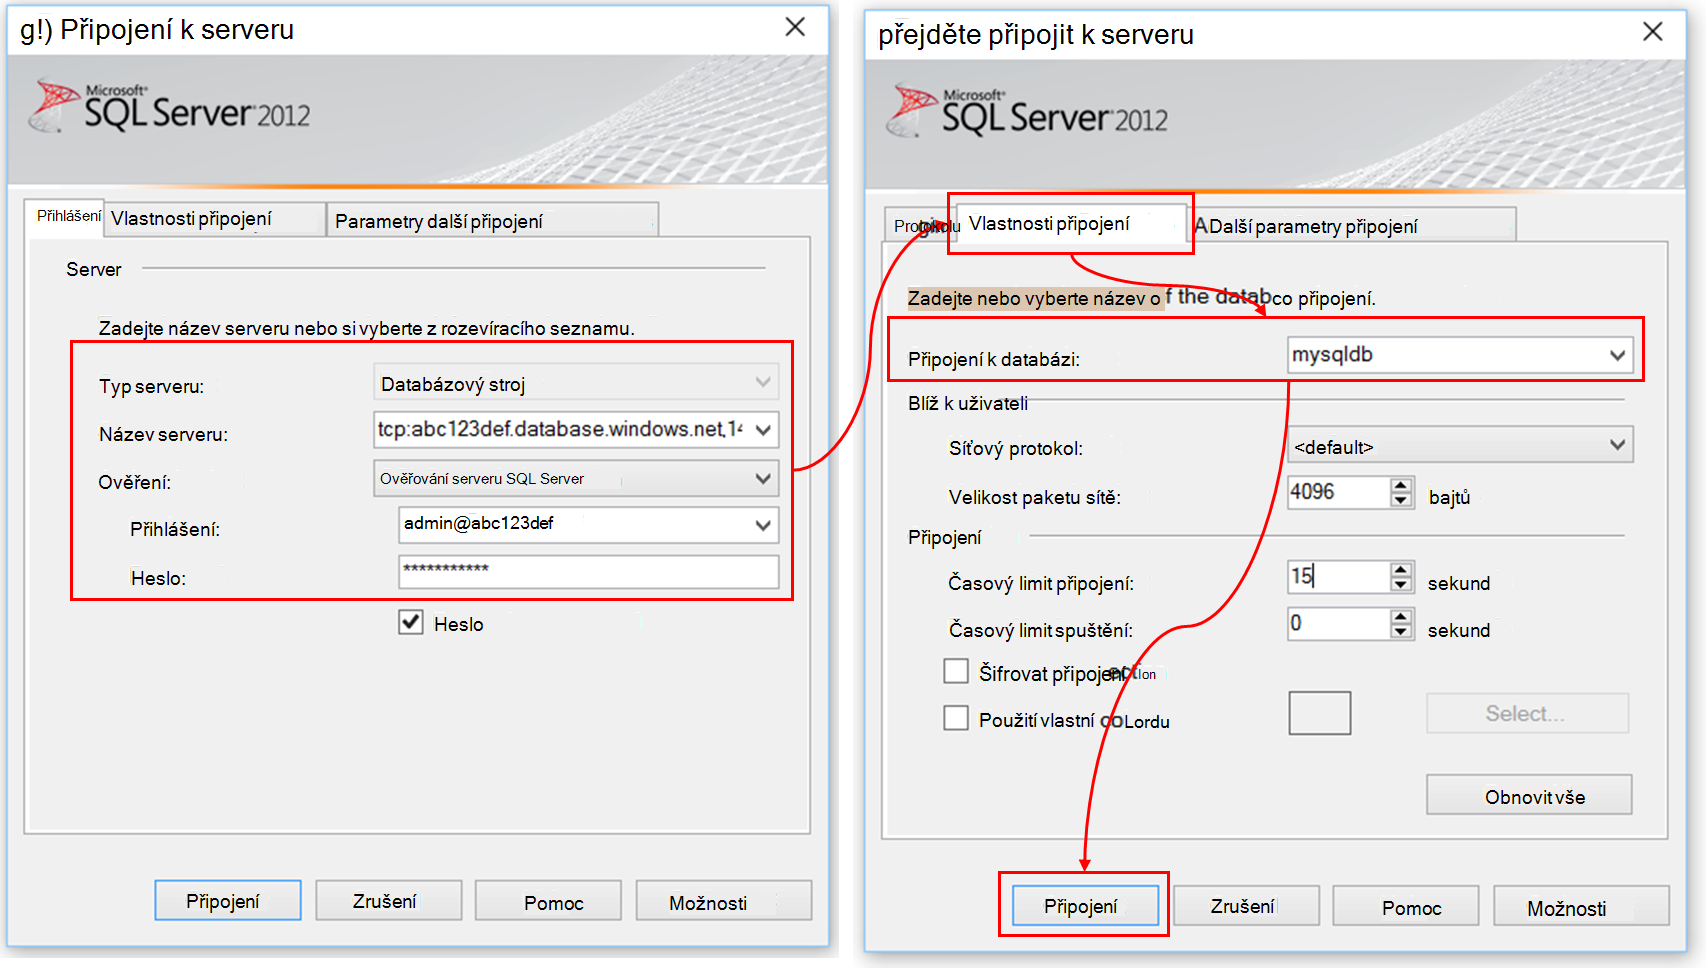 g!) Připojení k serveru
Microsoft®
SQL Server 2012
Přihlášení
Vlastnosti připojení
Parametry další připojení
Server
Zadejte název serveru nebo si vyberte z rozevíracího seznamu.
Typ serveru:
Databázový stroj
Název serveru:
tcp:abc123def.database.windows.net,14
Ověření:
Ověřování serveru SQL Server
Přihlášení:
admin@abc123def
Heslo:
***********
Heslo
Připojení
Zrušení
Pomoc
Možnosti
přejděte připojit k serveru
Microsoft®
SQL Server 2012
Vlastnosti připojení
ADalší parametry připojení
Zadejte nebo vyberte název of the databco připojení.
Připojení k databázi:
mysqldb
Blíž k uživateli
Síťový protokol:
<default>
Velikost paketu sítě:
4096
bajtů
Připojení
Časový limit připojení:
15
sekund
Časový limit spuštění:
0
sekund
Šifrovat připojení
Použití vlastní coLordu
Select...
Obnovit vše
Připojení
Zrušení
Pomoc
Možnosti